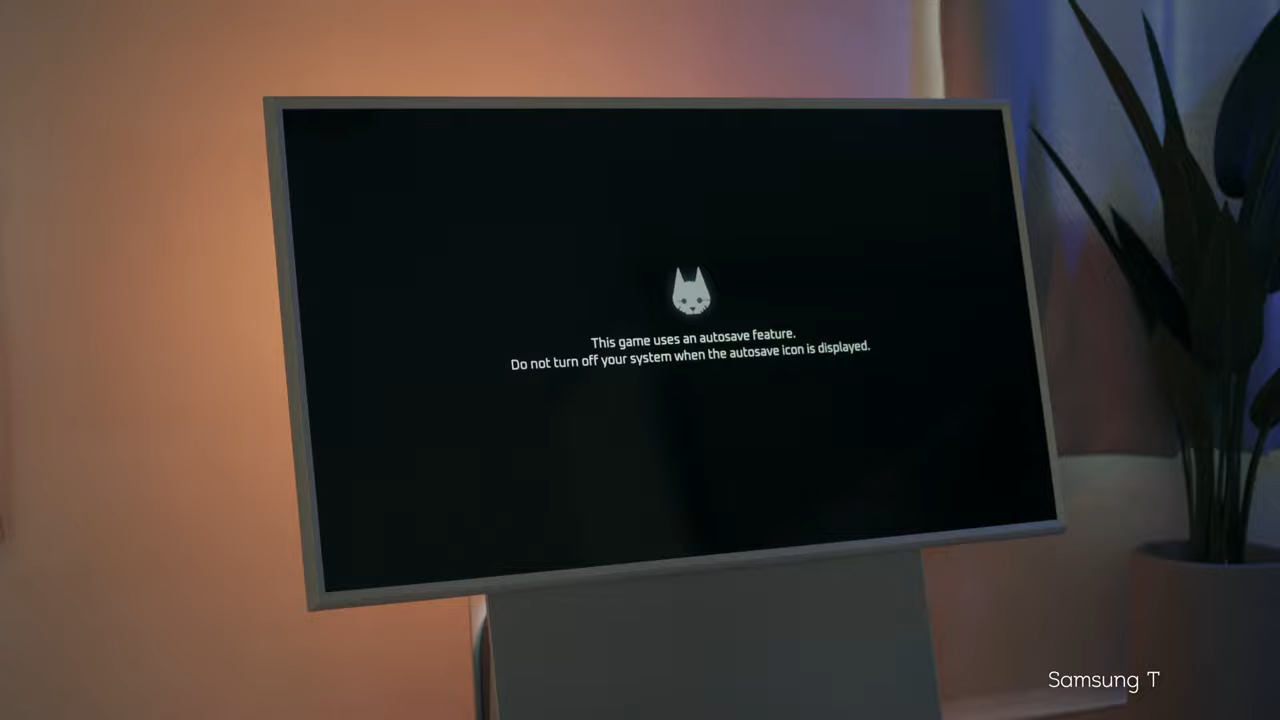 This game uses an autosave feature.
Do not turn off your system when the autosave icon is displayed.
Samsung T